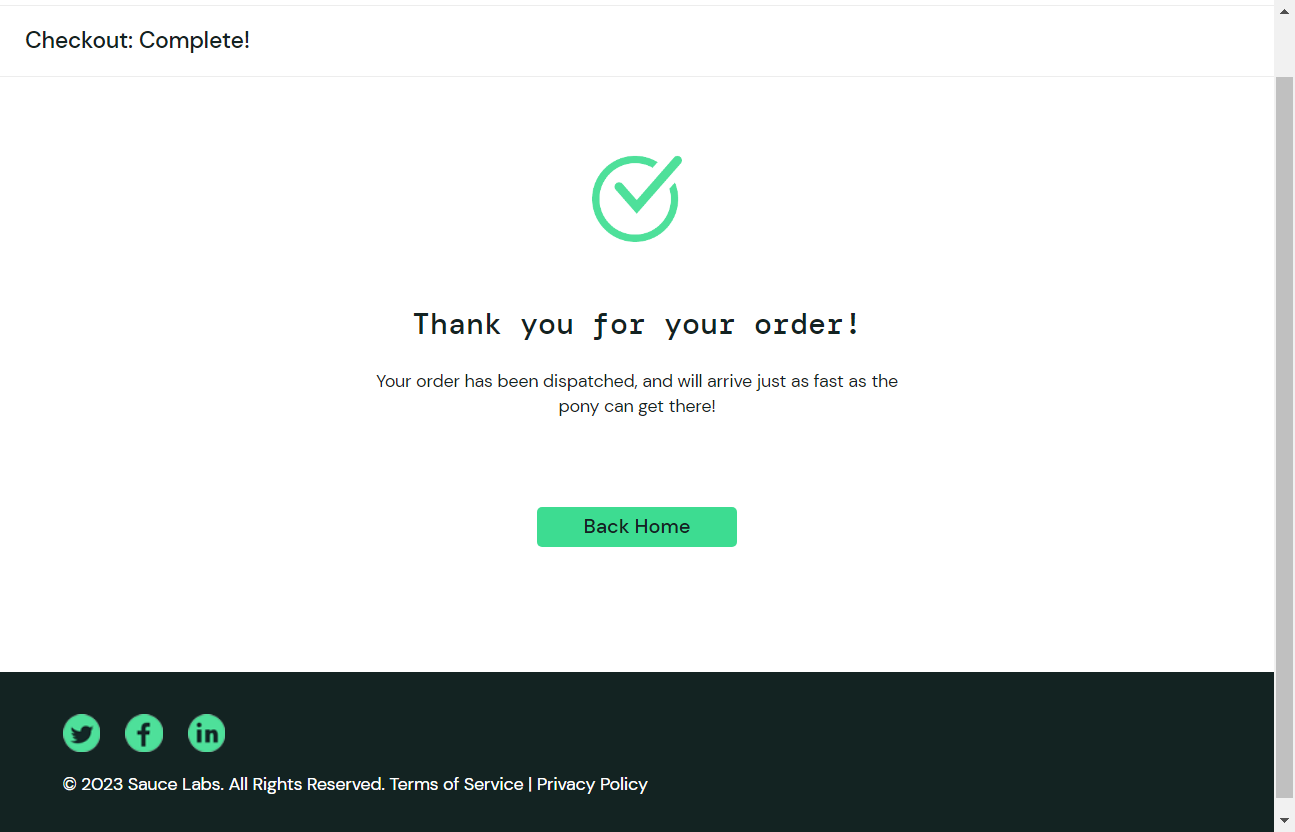 Checkout: Complete!
Thank you for your order!
Your order has been dispatched, and will arrive just as fast as the
pony can get there!
Back Home
© 2023 Sauce Labs. All Rights Reserved. Terms of Service | Privacy Policy